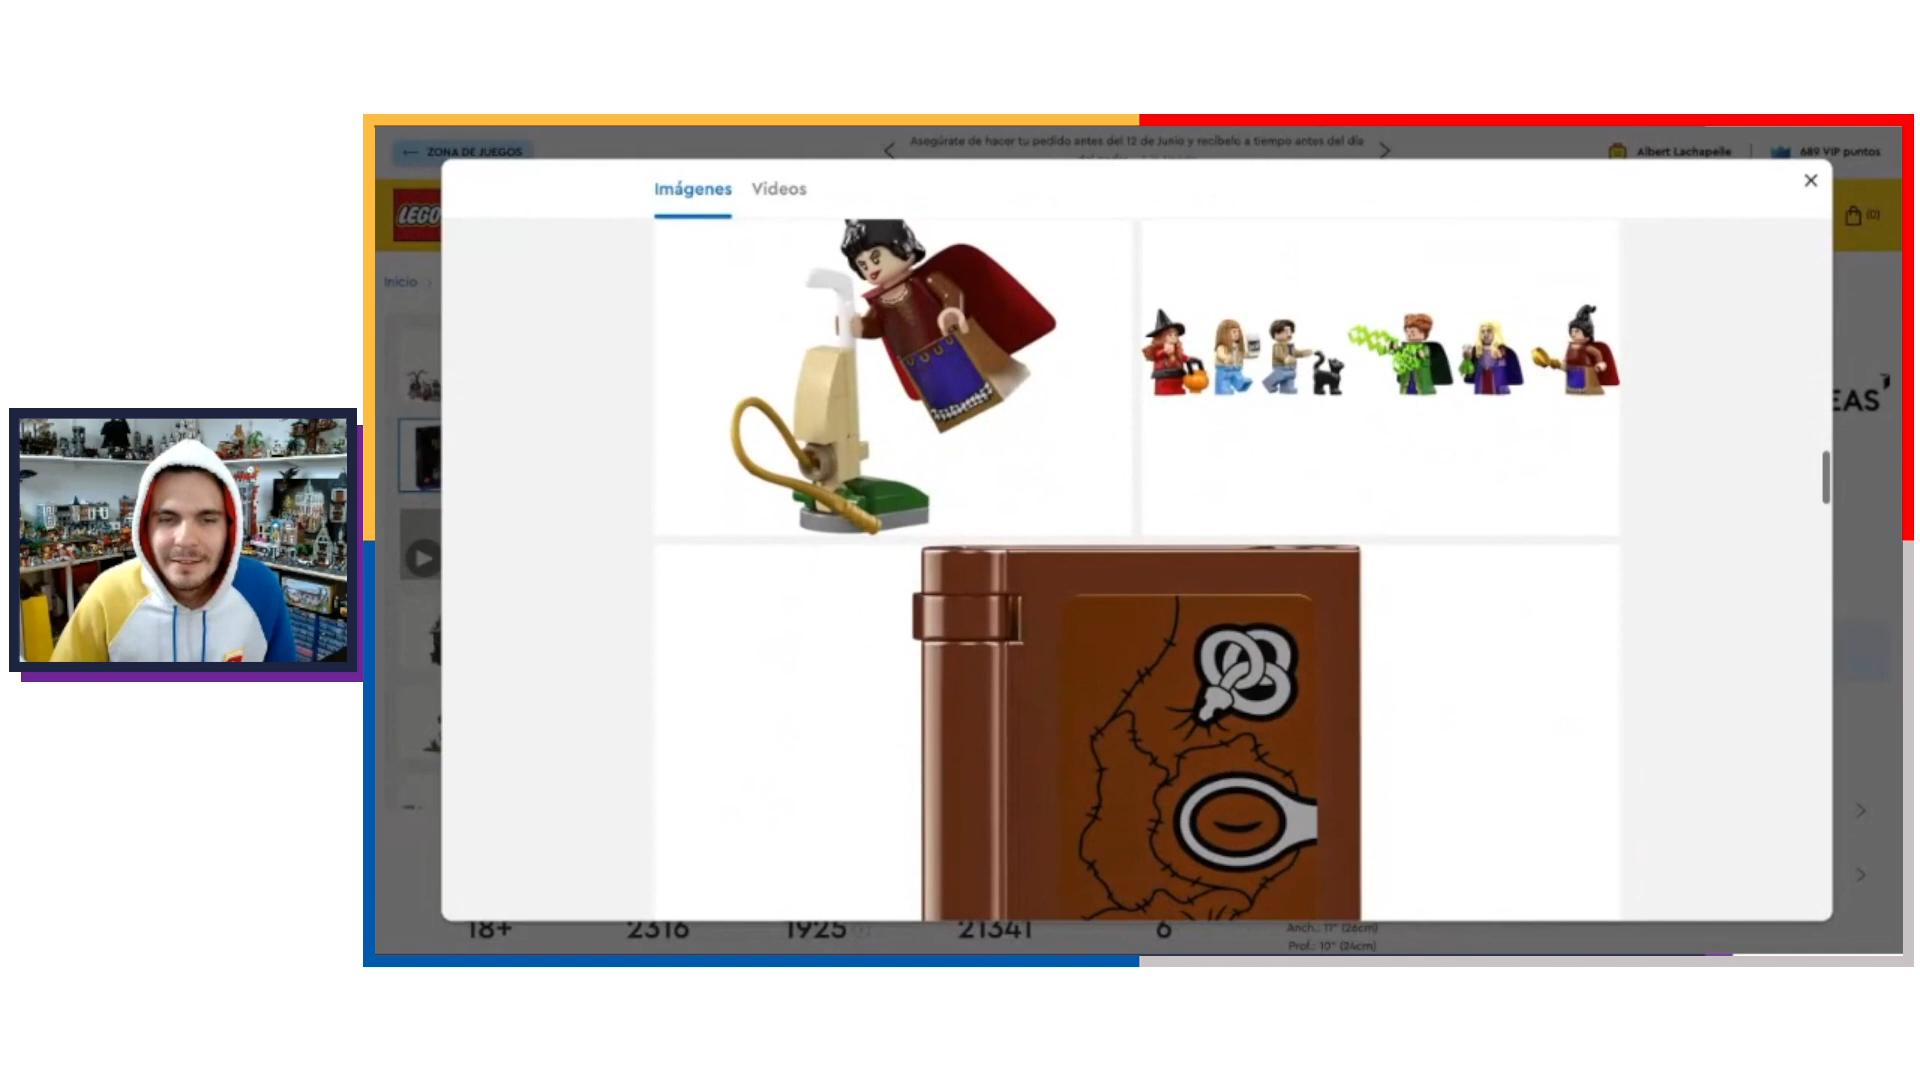 ← ZONA DE JUEGOS
Asegúrate de hacer tu pedido antes del 12 de Junio y recíbelo a tiempo antes del día
Albert Lachapelle
689 VIP puntos
Imágenes
Videos
LEGO
(0)
Inicio
EAS
18+
2316
1925
21341
6
Anch.: 11" (26cm)
Prof.: 10" (24cm)